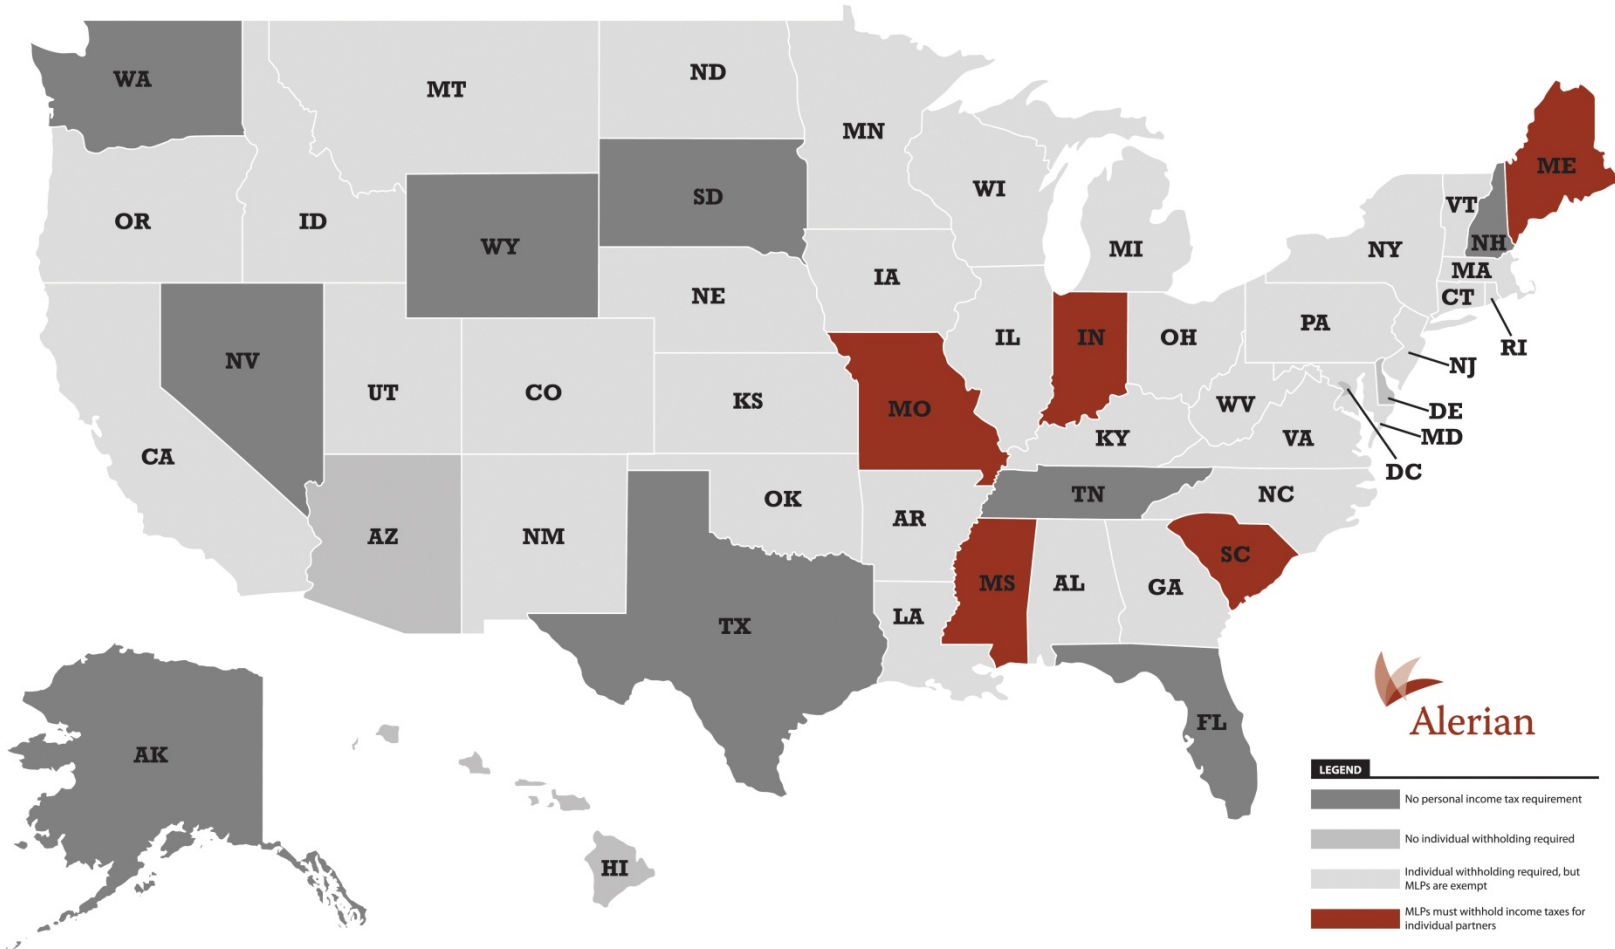 WA
MT
ND
MN
ME
SD
WI
VT
OR
ID
WY
NH
MI
NY
MA
IA
NE
CT
PA
RI
IL
IN
OH
NV
NJ
UT
CO
KS
MO
WV
DE
MD
KY
VA
CA
DC
OK
TN
NC
AR
AZ
NM
SC
MS
AL
GA
LA
TX
FL
AK
HI
Alerian
LEGEND
No personal income tax requirement
No individual withholding required
Individual withholding required, but
MLPs are exempt
MLPs must withhold income taxes for
individual partners